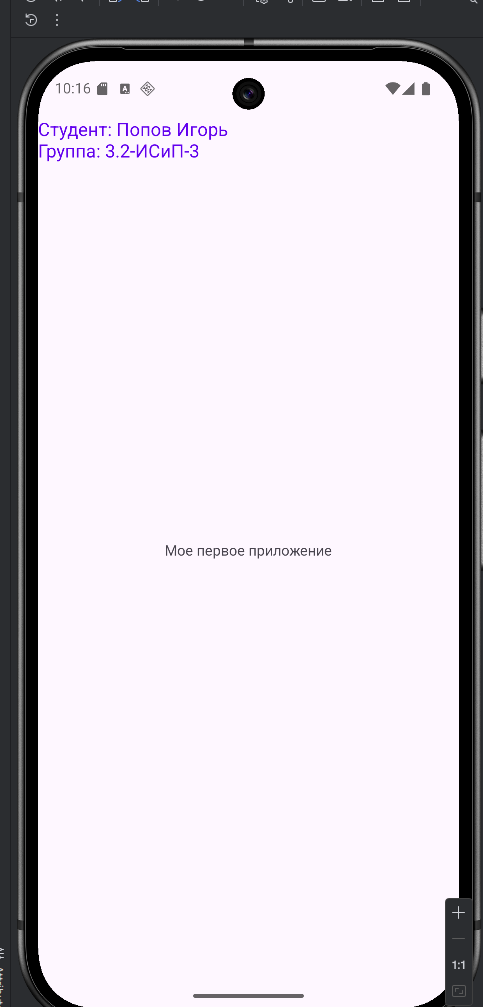 10:16
Студент: Попов Игорь
Группа: 3.2-ИСиП-3
Мое первое приложение
1:1